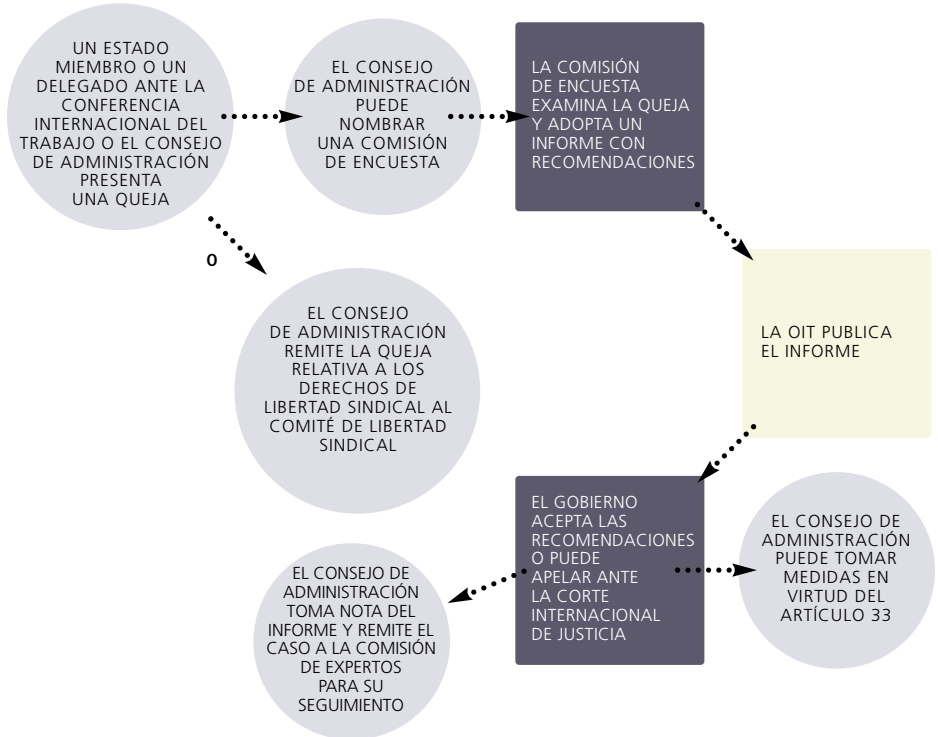 UN ESTADO
MIEMBRO O UN
DELEGADO ANTE LA
CONFERENCIA
INTERNACIONAL DEL
TRABAJO O EL CONSEJO
DE ADMINISTRACIÓN
PRESENTA
UNA QUEJA
EL CONSEJO
DE ADMINISTRACIÓN
PUEDE
NOMBRAR
UNA COMISIÓN
DE ENCUESTA
LA COMISIÓN
DE ENCUESTA
EXAMINA LA QUEJA
Y ADOPTA UN
INFORME CON
RECOMENDACIONES
O
EL CONSEJO
DE ADMINISTRACIÓN
REMITE LA QUEJA
RELATIVA A LOS
DERECHOS DE
LIBERTAD SINDICAL AL
COMITÉ DE LIBERTAD
SINDICAL
LA OIT PUBLICA
EL INFORME
EL GOBIERNO
ACEPTA LAS
RECOMENDACIONES
O PUEDE
APELAR ANTE
LA CORTE
INTERNACIONAL
DE JUSTICIA
EL CONSEJO DE
ADMINISTRACIÓN
PUEDE TOMAR
MEDIDAS EN
VIRTUD DEL
ARTÍCULO 33
EL CONSEJO DE
ADMINISTRACIÓN
TOMA NOTA DEL
INFORME Y REMITE EL
CASO A LA COMISIÓN
DE EXPERTOS
PARA SU
SEGUIMIENTO